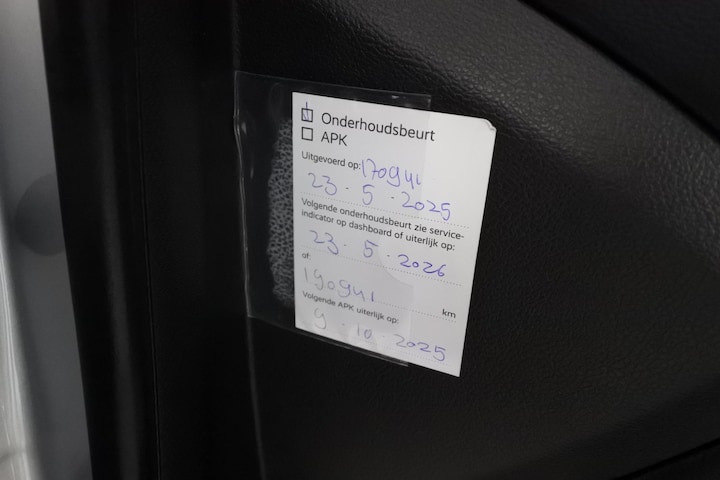 Onderhoudsbeurt
APK
Uitgevoerd op: 170941
23 . 5 . 2025
Volgende onderhoudsbeurt zie service-
indicator op dashboard of uiterlijk op:
23 . 5 . 2026
of:
190941 km
Volgende APK uiterlijk op:
9 . 10 . 2025